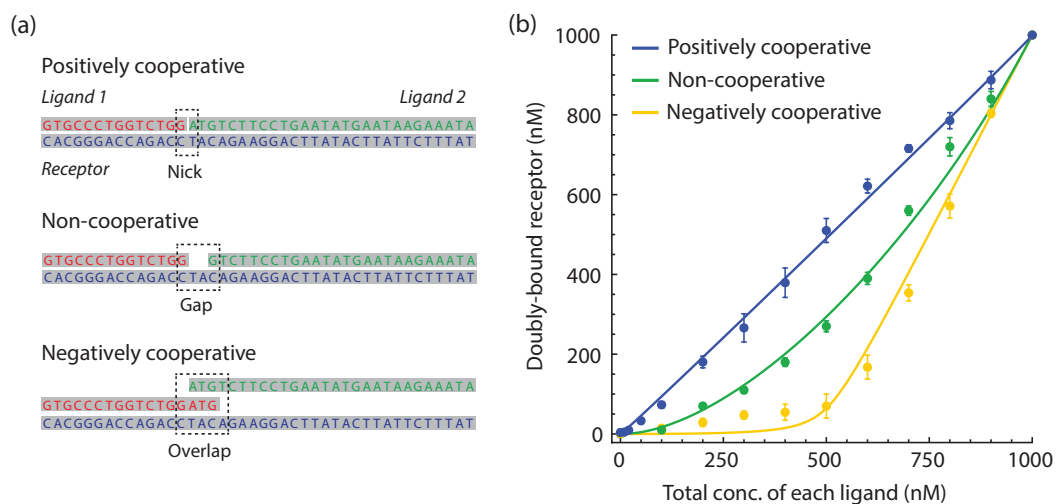 (a)
Positively cooperative
Ligand 1 Ligand 2
GTGCCCTGGTCTGG ATGTCTTCCTGAATATGAATAAGAAATA
CACGGGACCAGACCTACAGAAGGACTTATACTTATTCTTTAT
Receptor Nick
Non-cooperative
GTGCCCTGGTCTGG GTCTTCCTGAATATGAATAAGAAATA
CACGGGACCAGACCTACAGAAGGACTTATACTTATTCTTTAT
Gap
Negatively cooperative
ATGTCTTCCTGAATATGAATAAGAAATA
GTGCCCTGGTCTGGATG
CACGGGACCAGACCTACAGAAGGACTTATACTTATTCTTTAT
Overlap
(b)
Positively cooperative
Non-cooperative
Negatively cooperative
Doubly-bound receptor (nM)
1000
800
600
400
200
0
0 250 500 750 1000
Total conc. of each ligand (nM)